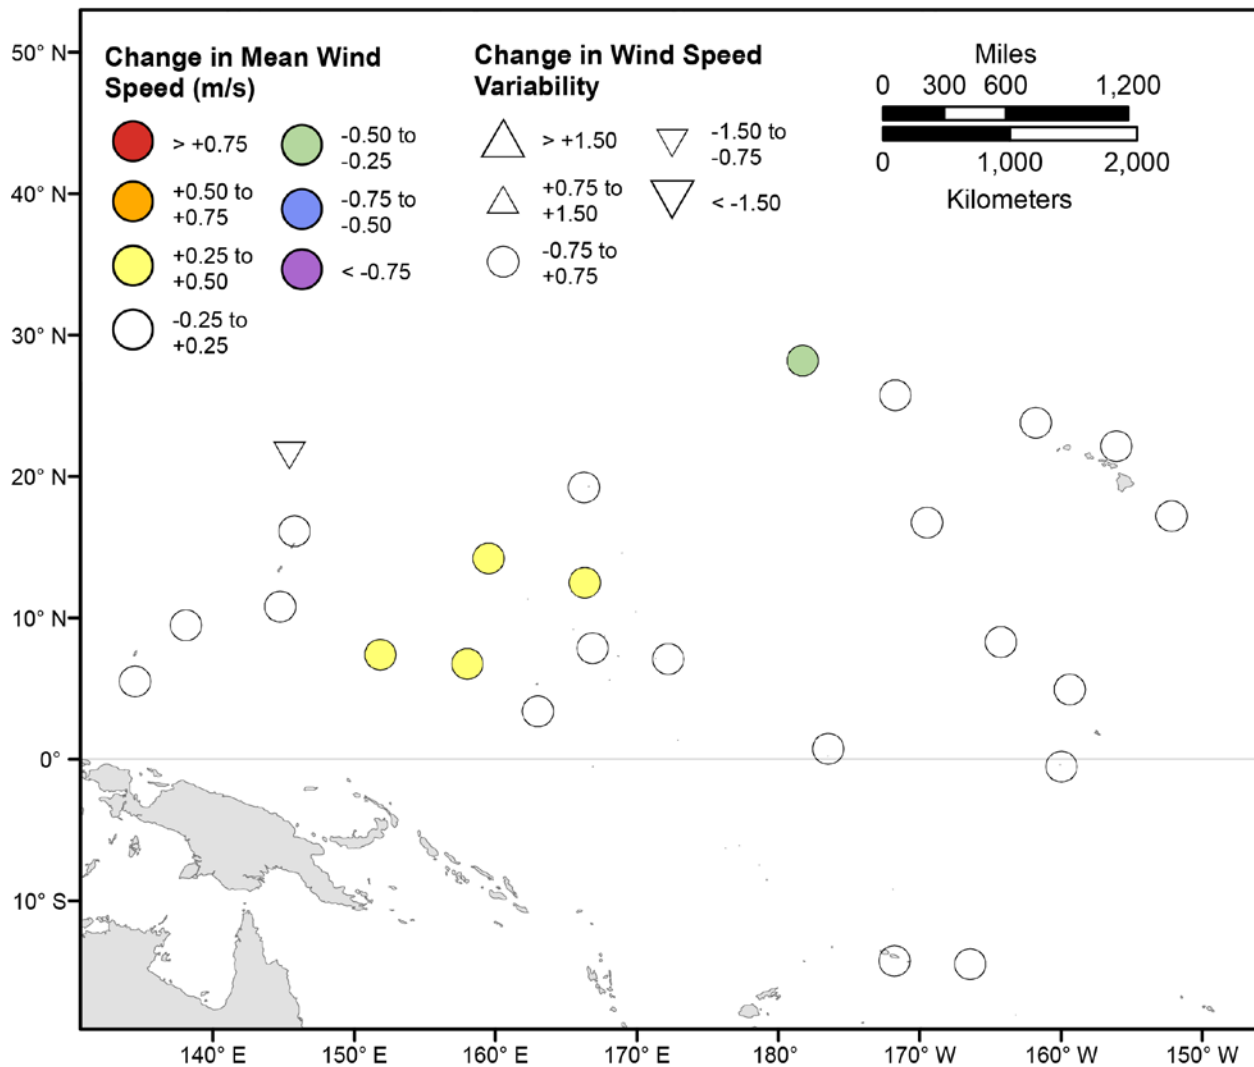 Change in Mean Wind
Speed (m/s)
> +0.75
+0.50 to
+0.75
+0.25 to
+0.50
-0.25 to
+0.25
-0.50 to
-0.25
-0.75 to
-0.50
< -0.75
Change in Wind Speed
Variability
> +1.50
+0.75 to
+1.50
-0.75 to
+0.75
-1.50 to
-0.75
< -1.50
Miles
0 300 600 1,200
0 1,000 2,000
Kilometers
50° N
40° N
30° N
20° N
10° N
0°
10° S
140° E 150° E 160° E 170° E 180° 170° W 160° W 150° W